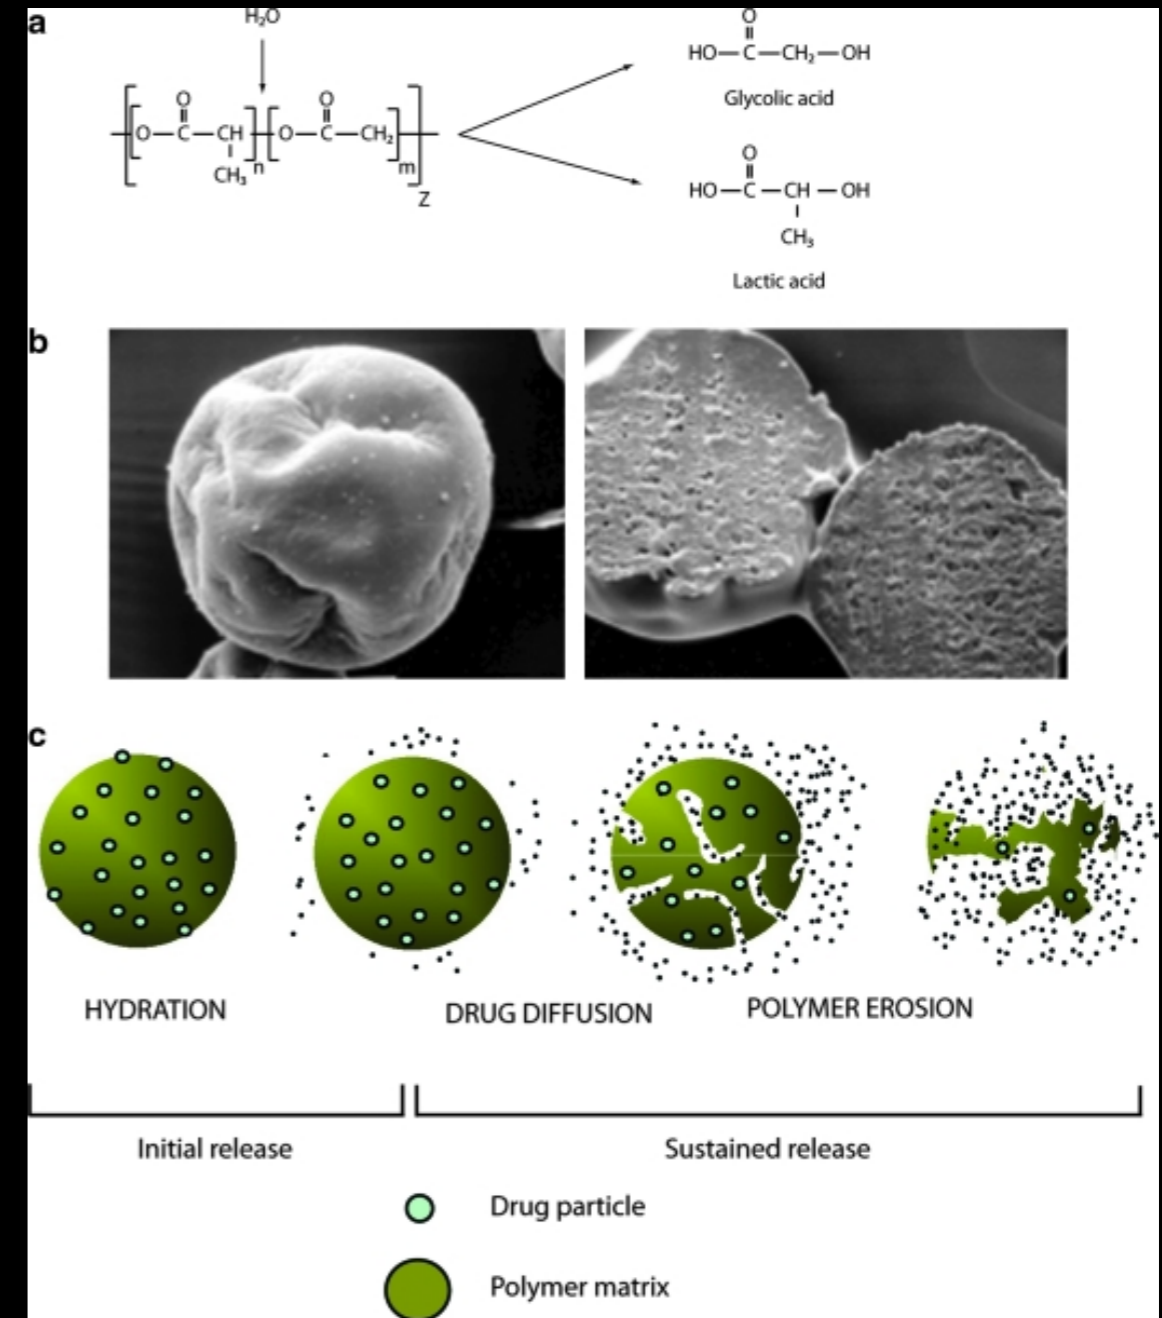 a
H₂O
O
HO—C—CH₂—OH
Glycolic acid
O
O
O—C—CH
O—C—CH₂
CH₃
n
m
Z
O
HO—C—CH—OH
CH₃
Lactic acid
b
c
HYDRATION
DRUG DIFFUSION
POLYMER EROSION
Initial release
Sustained release
Drug particle
Polymer matrix